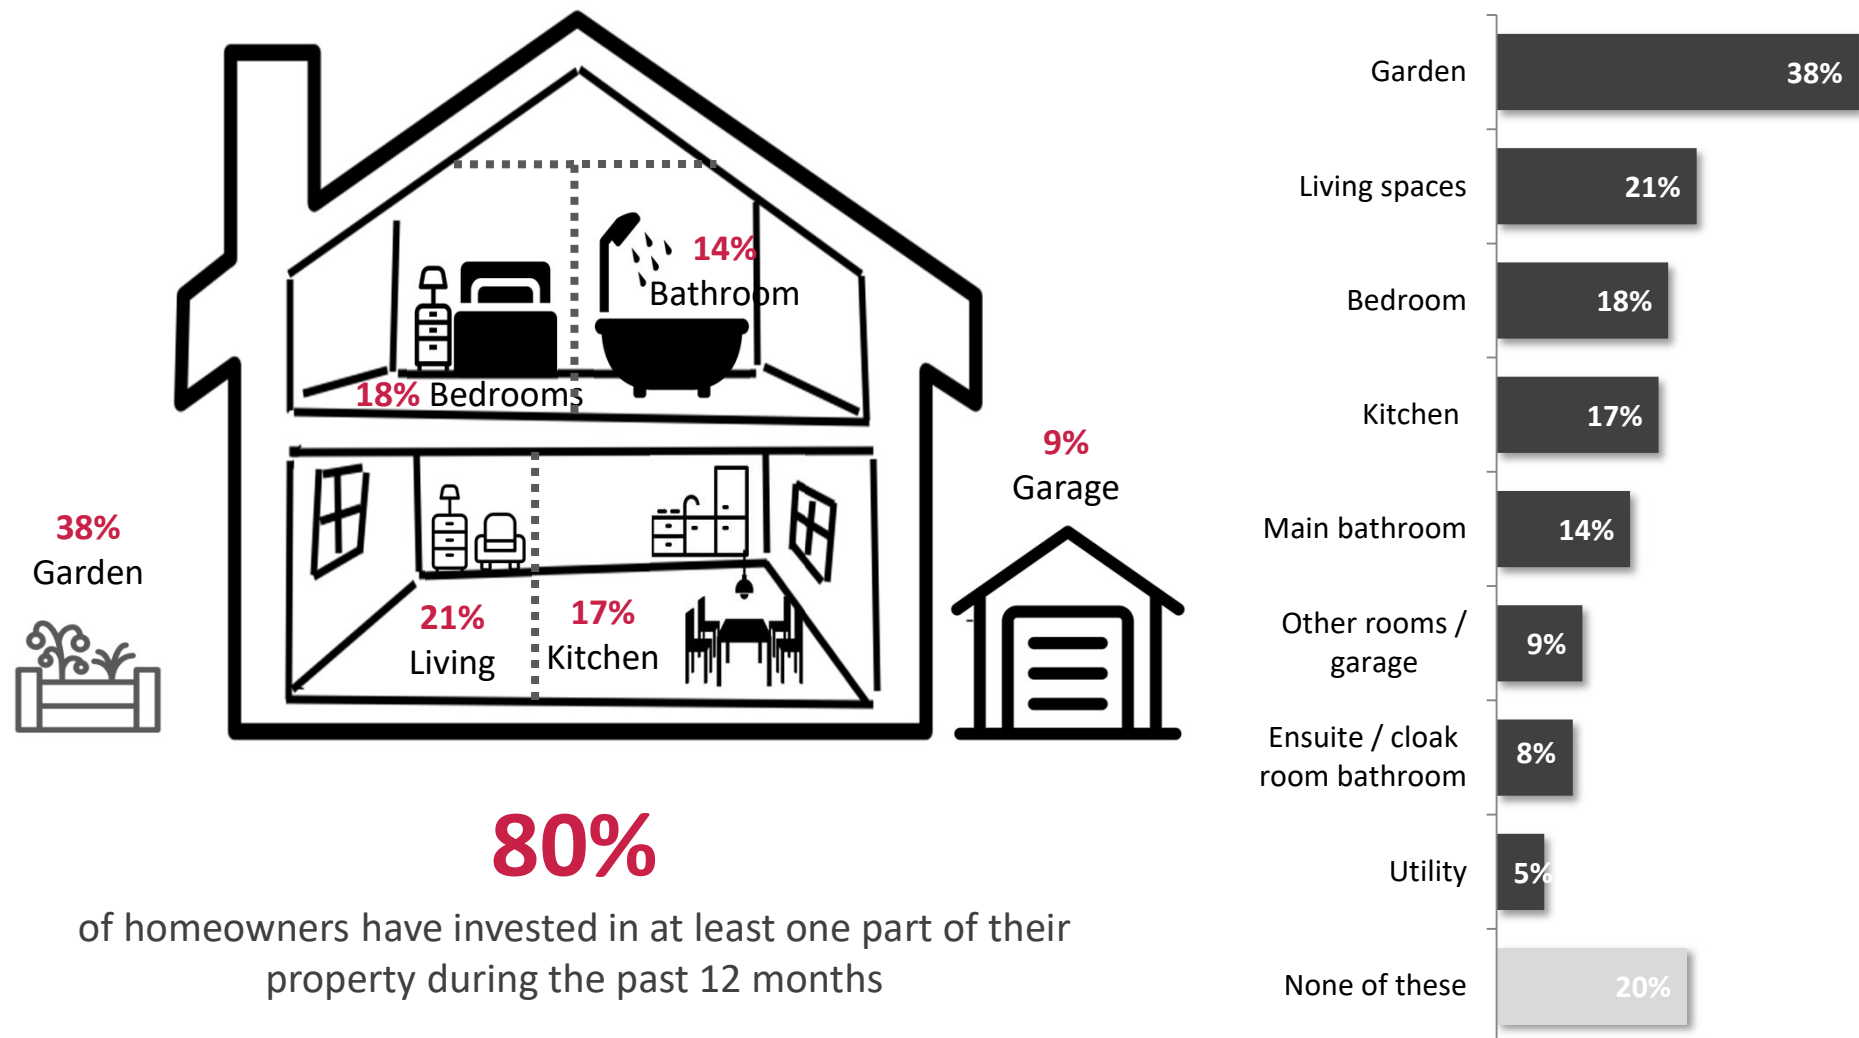 14%
Bathroom
18% Bedrooms
9%
Garage
38%
Garden
21%
Living
17%
Kitchen
80%
of homeowners have invested in at least one part of their
property during the past 12 months
Garden
38%
Living spaces
21%
Bedroom
18%
Kitchen
17%
Main bathroom
14%
Other rooms /
garage
9%
Ensuite / cloak
room bathroom
8%
Utility
5%
None of these
20%